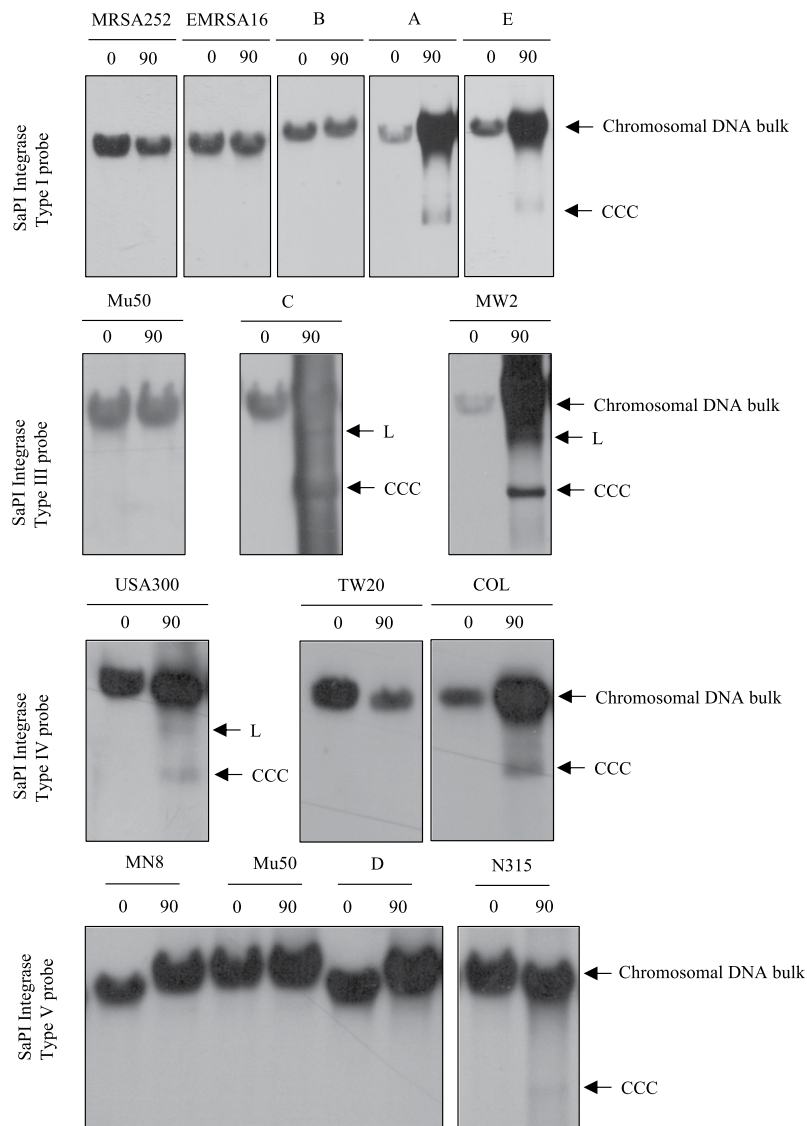 MRSA252 EMRSA16 B A E
0 90 0 90 0 90 0 90 0 90
SaPI Integrase
Type I probe
Chromosomal DNA bulk
CCC
Mu50 C MW2
0 90 0 90 0 90
SaPI Integrase
Type III probe
Chromosomal DNA bulk
L
L
CCC
CCC
USA300 TW20 COL
0 90 0 90 0 90
SaPI Integrase
Type IV probe
Chromosomal DNA bulk
L
CCC
CCC
MN8 Mu50 D N315
0 90 0 90 0 90 0 90
SaPI Integrase
Type V probe
Chromosomal DNA bulk
CCC